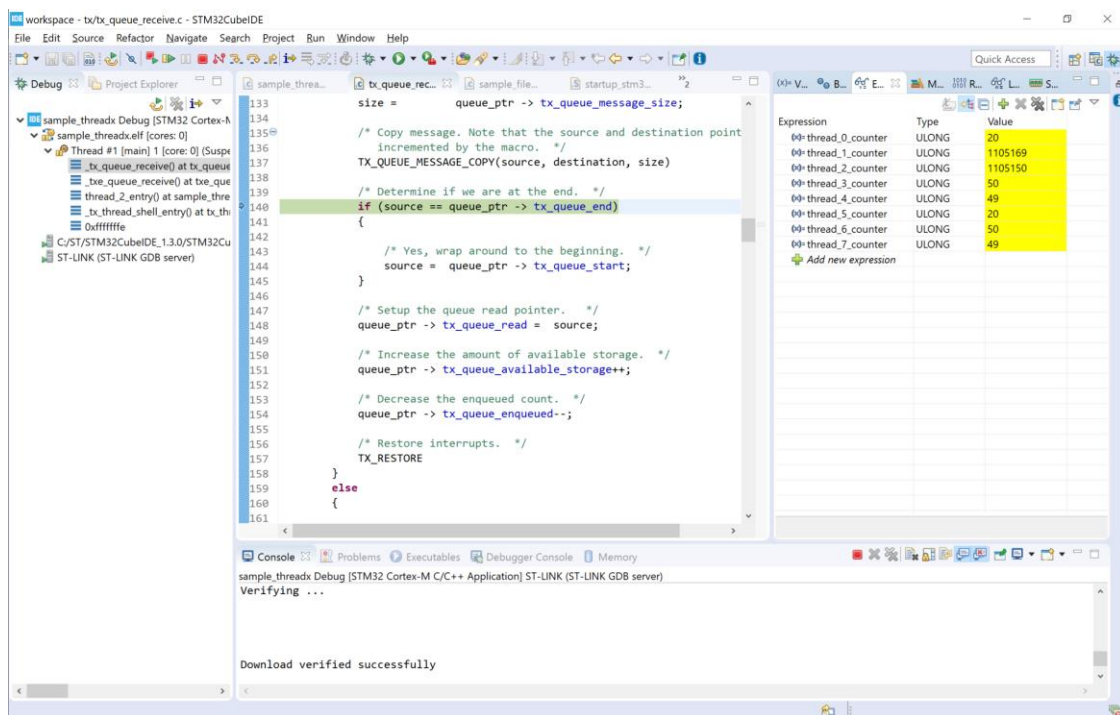 workspace - tx/tx_queue_receive.c - STM32CubeIDE
File Edit Source Refactor Navigate Search Project Run Window Help
Quick Access
Debug Project Explorer
sample_threadx Debug [STM32 Cortex-M
sample_threadx.elf [cores: 0]
Thread #1 [main] 1 [core: 0] (Suspe
_tx_queue_receive() at tx_queue
_txe_queue_receive() at txe_que
thread_2_entry() at sample_thre
_tx_thread_shell_entry() at tx_th
0xfffffffe
C:/ST/STM32CubeIDE_1.3.0/STM32Cu
ST-LINK (ST-LINK GDB server)
sample_threa... tx_queue_rec... sample_file... startup_stm3... »2
133 size = queue_ptr -> tx_queue_message_size;
134
135 /* Copy message. Note that the source and destination point
136 incremented by the macro. */
137 TX_QUEUE_MESSAGE_COPY(source, destination, size)
138
139 /* Determine if we are at the end. */
140 if (source == queue_ptr -> tx_queue_end)
141 {
142
143 /* Yes, wrap around to the beginning. */
144 source = queue_ptr -> tx_queue_start;
145 }
146
147 /* Setup the queue read pointer. */
148 queue_ptr -> tx_queue_read = source;
149
150 /* Increase the amount of available storage. */
151 queue_ptr -> tx_queue_available_storage++;
152
153 /* Decrease the enqueued count. */
154 queue_ptr -> tx_queue_enqueued--;
155
156 /* Restore interrupts. */
157 TX_RESTORE
158 }
159 else
160 {
161
(x)= V... B... E... M... R... L... S...
Expression Type Value
thread_0_counter ULONG 20
thread_1_counter ULONG 1105169
thread_2_counter ULONG 1105150
thread_3_counter ULONG 50
thread_4_counter ULONG 49
thread_5_counter ULONG 20
thread_6_counter ULONG 50
thread_7_counter ULONG 49
Add new expression
Console Problems Executables Debugger Console Memory
sample_threadx Debug [STM32 Cortex-M C/C++ Application] ST-LINK (ST-LINK GDB server)
Verifying ...
Download verified successfully